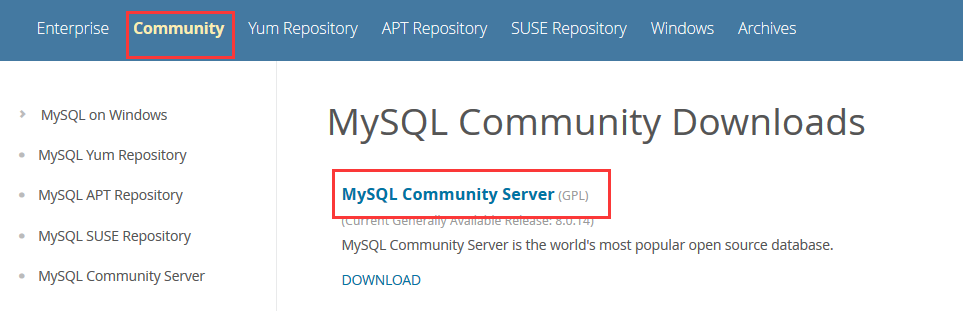 Enterprise Community Yum Repository APT Repository SUSE Repository Windows Archives
MySQL on Windows
MySQL Yum Repository
MySQL APT Repository
MySQL SUSE Repository
MySQL Community Server
MySQL Community Downloads
MySQL Community Server (GPL)
(Current Generally Available Release: 8.0.14)
MySQL Community Server is the world's most popular open source database.
DOWNLOAD